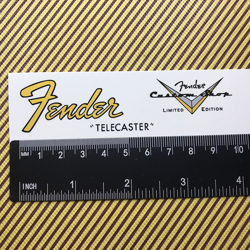 Fender
"TELECASTER"
Fender
Custom Shop
LIMITED EDITION
MM 1 2 3 4 5 6 7 8 9 10
INCH 1 2 3 4